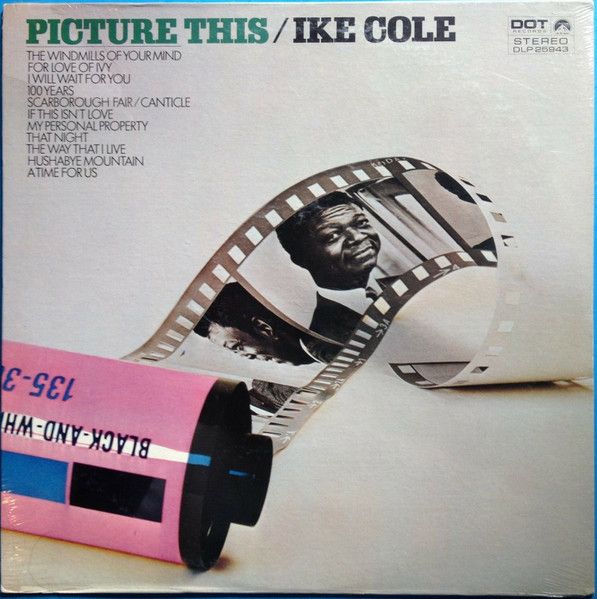 PICTURE THIS / IKE COLE
DOT
RECORDS
STEREO
DLP 25943
THE WINDMILLS OF YOUR MIND
FOR LOVE OF IVY
I WILL WAIT FOR YOU
100 YEARS
SCARBOROUGH FAIR / CANTICLE
IF THIS ISN'T LOVE
MY PERSONAL PROPERTY
THAT NIGHT
THE WAY THAT I LIVE
HUSHABYE MOUNTAIN
A TIME FOR US
135-3
BLACK-AND-WHI